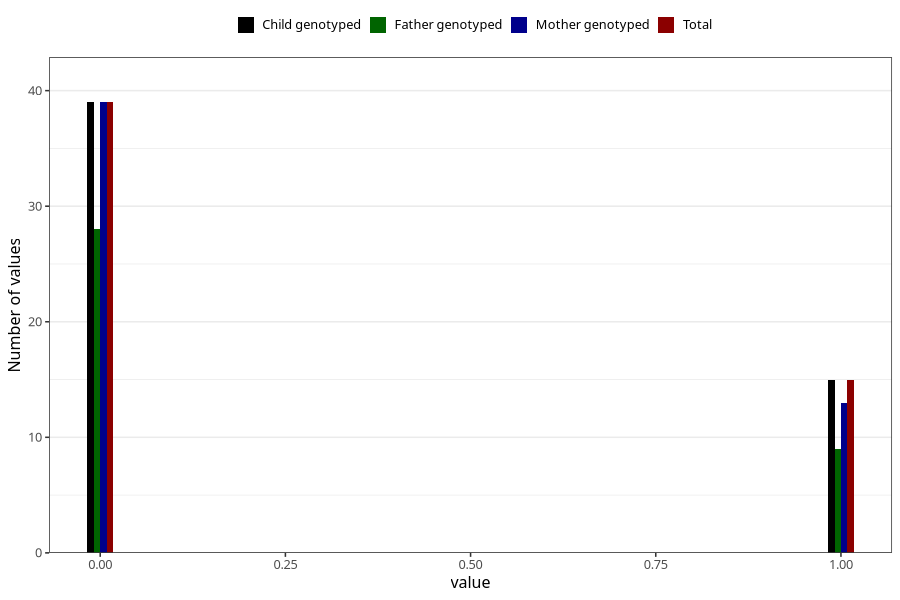 Child genotyped Father genotyped Mother genotyped Total
Number of values
40
30
20
10
0
0.00 0.25 0.50 0.75 1.00
value